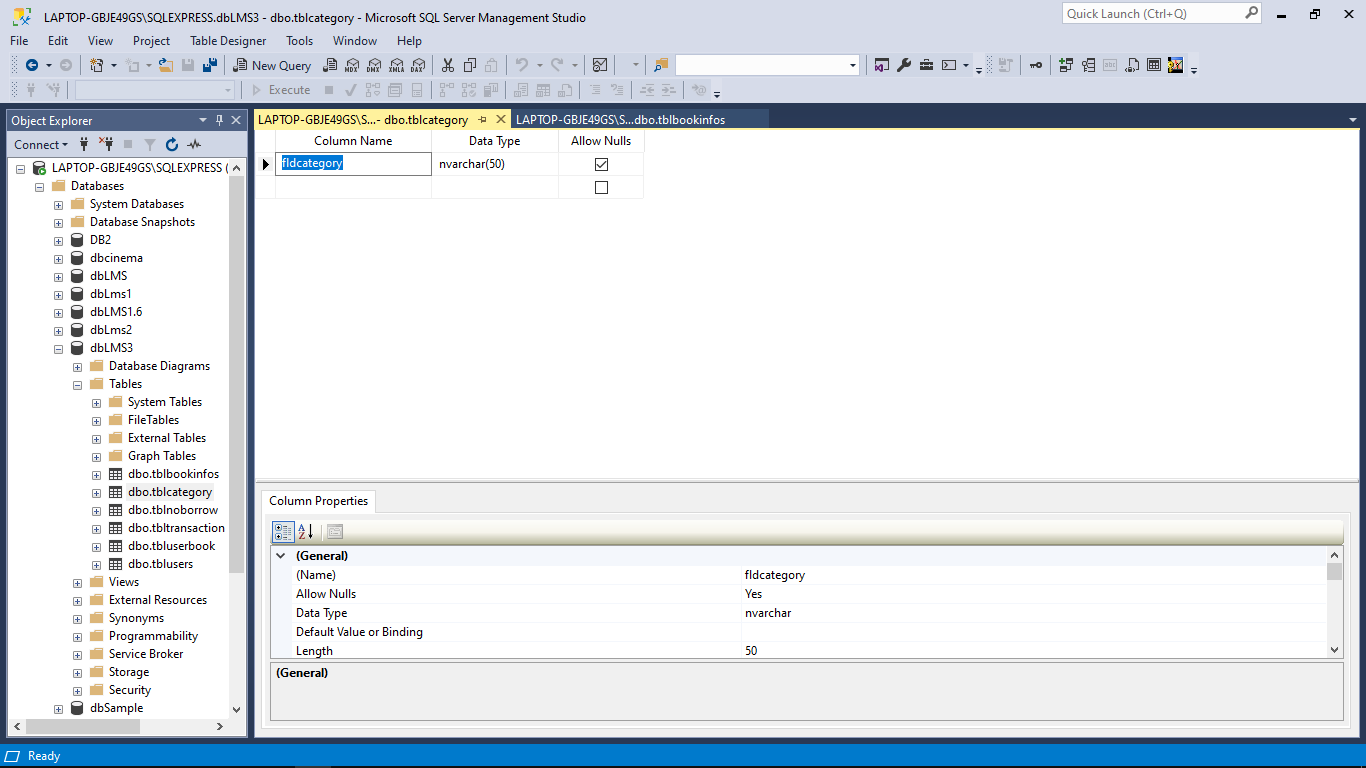 LAPTOP-GBJE49GS\SQLEXPRESS.dbLMS3 - dbo.tblcategory - Microsoft SQL Server Management Studio
Quick Launch (Ctrl+Q)
File Edit View Project Table Designer Tools Window Help
New Query MDX DMX XMLA DAX
Execute
Object Explorer
LAPTOP-GBJE49GS\S...- dbo.tblcategory
LAPTOP-GBJE49GS\S...dbo.tblbookinfos
Connect
LAPTOP-GBJE49GS\SQLEXPRESS (
Databases
System Databases
Database Snapshots
DB2
dbcinema
dbLMS
dbLms1
dbLMS1.6
dbLms2
dbLMS3
Database Diagrams
Tables
System Tables
FileTables
External Tables
Graph Tables
dbo.tblbookinfos
dbo.tblcategory
dbo.tblnoborrow
dbo.tbltransaction
dbo.tbluserbook
dbo.tblusers
Views
External Resources
Synonyms
Programmability
Service Broker
Storage
Security
dbSample
Column Name Data Type Allow Nulls
fldcategory nvarchar(50)
Column Properties
A Z
(General)
(Name) fldcategory
Allow Nulls Yes
Data Type nvarchar
Default Value or Binding
Length 50
(General)
Ready